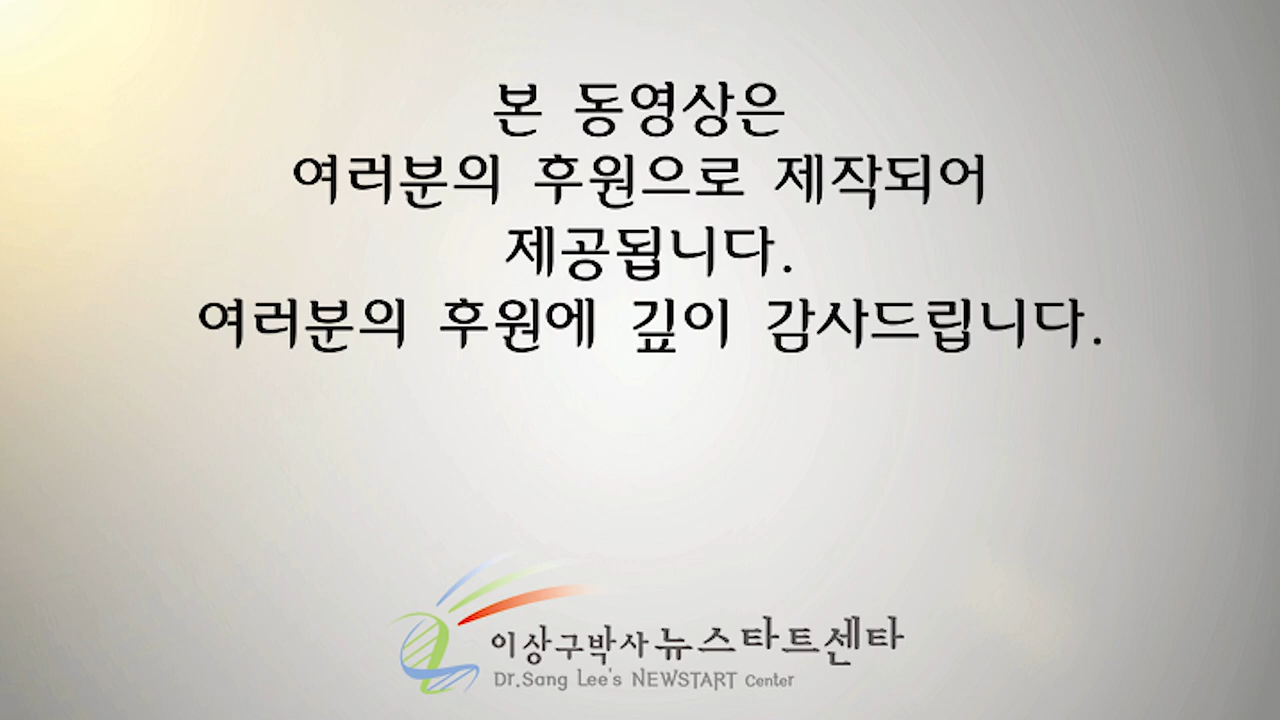 본 동영상은
여러분의 후원으로 제작되어
제공됩니다.
여러분의 후원에 깊이 감사드립니다.
이상구박사 뉴스타트센타
Dr.Sang Lee's NEWSTART Center